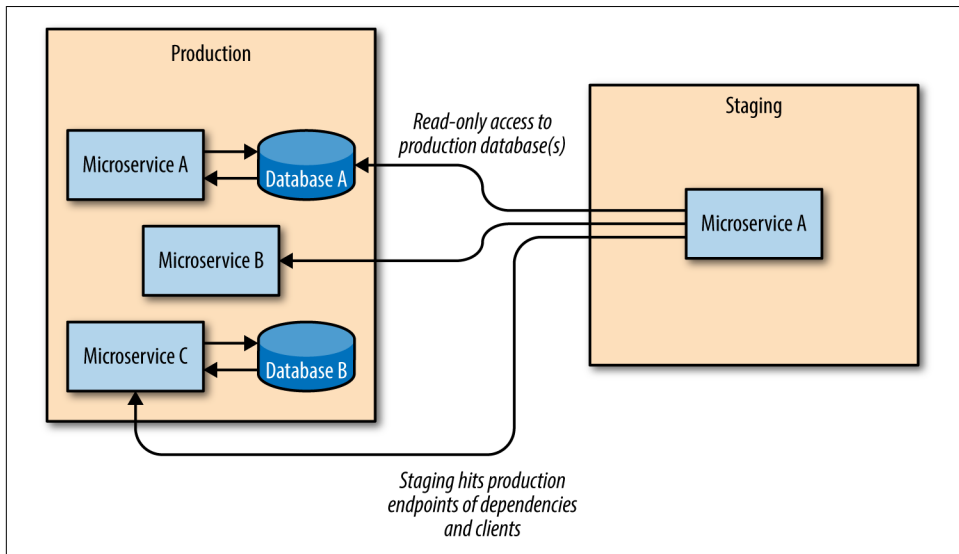 Production
Microservice A
Database A
Microservice B
Microservice C
Database B
Read-only access to
production database(s)
Staging
Microservice A
Staging hits production
endpoints of dependencies
and clients